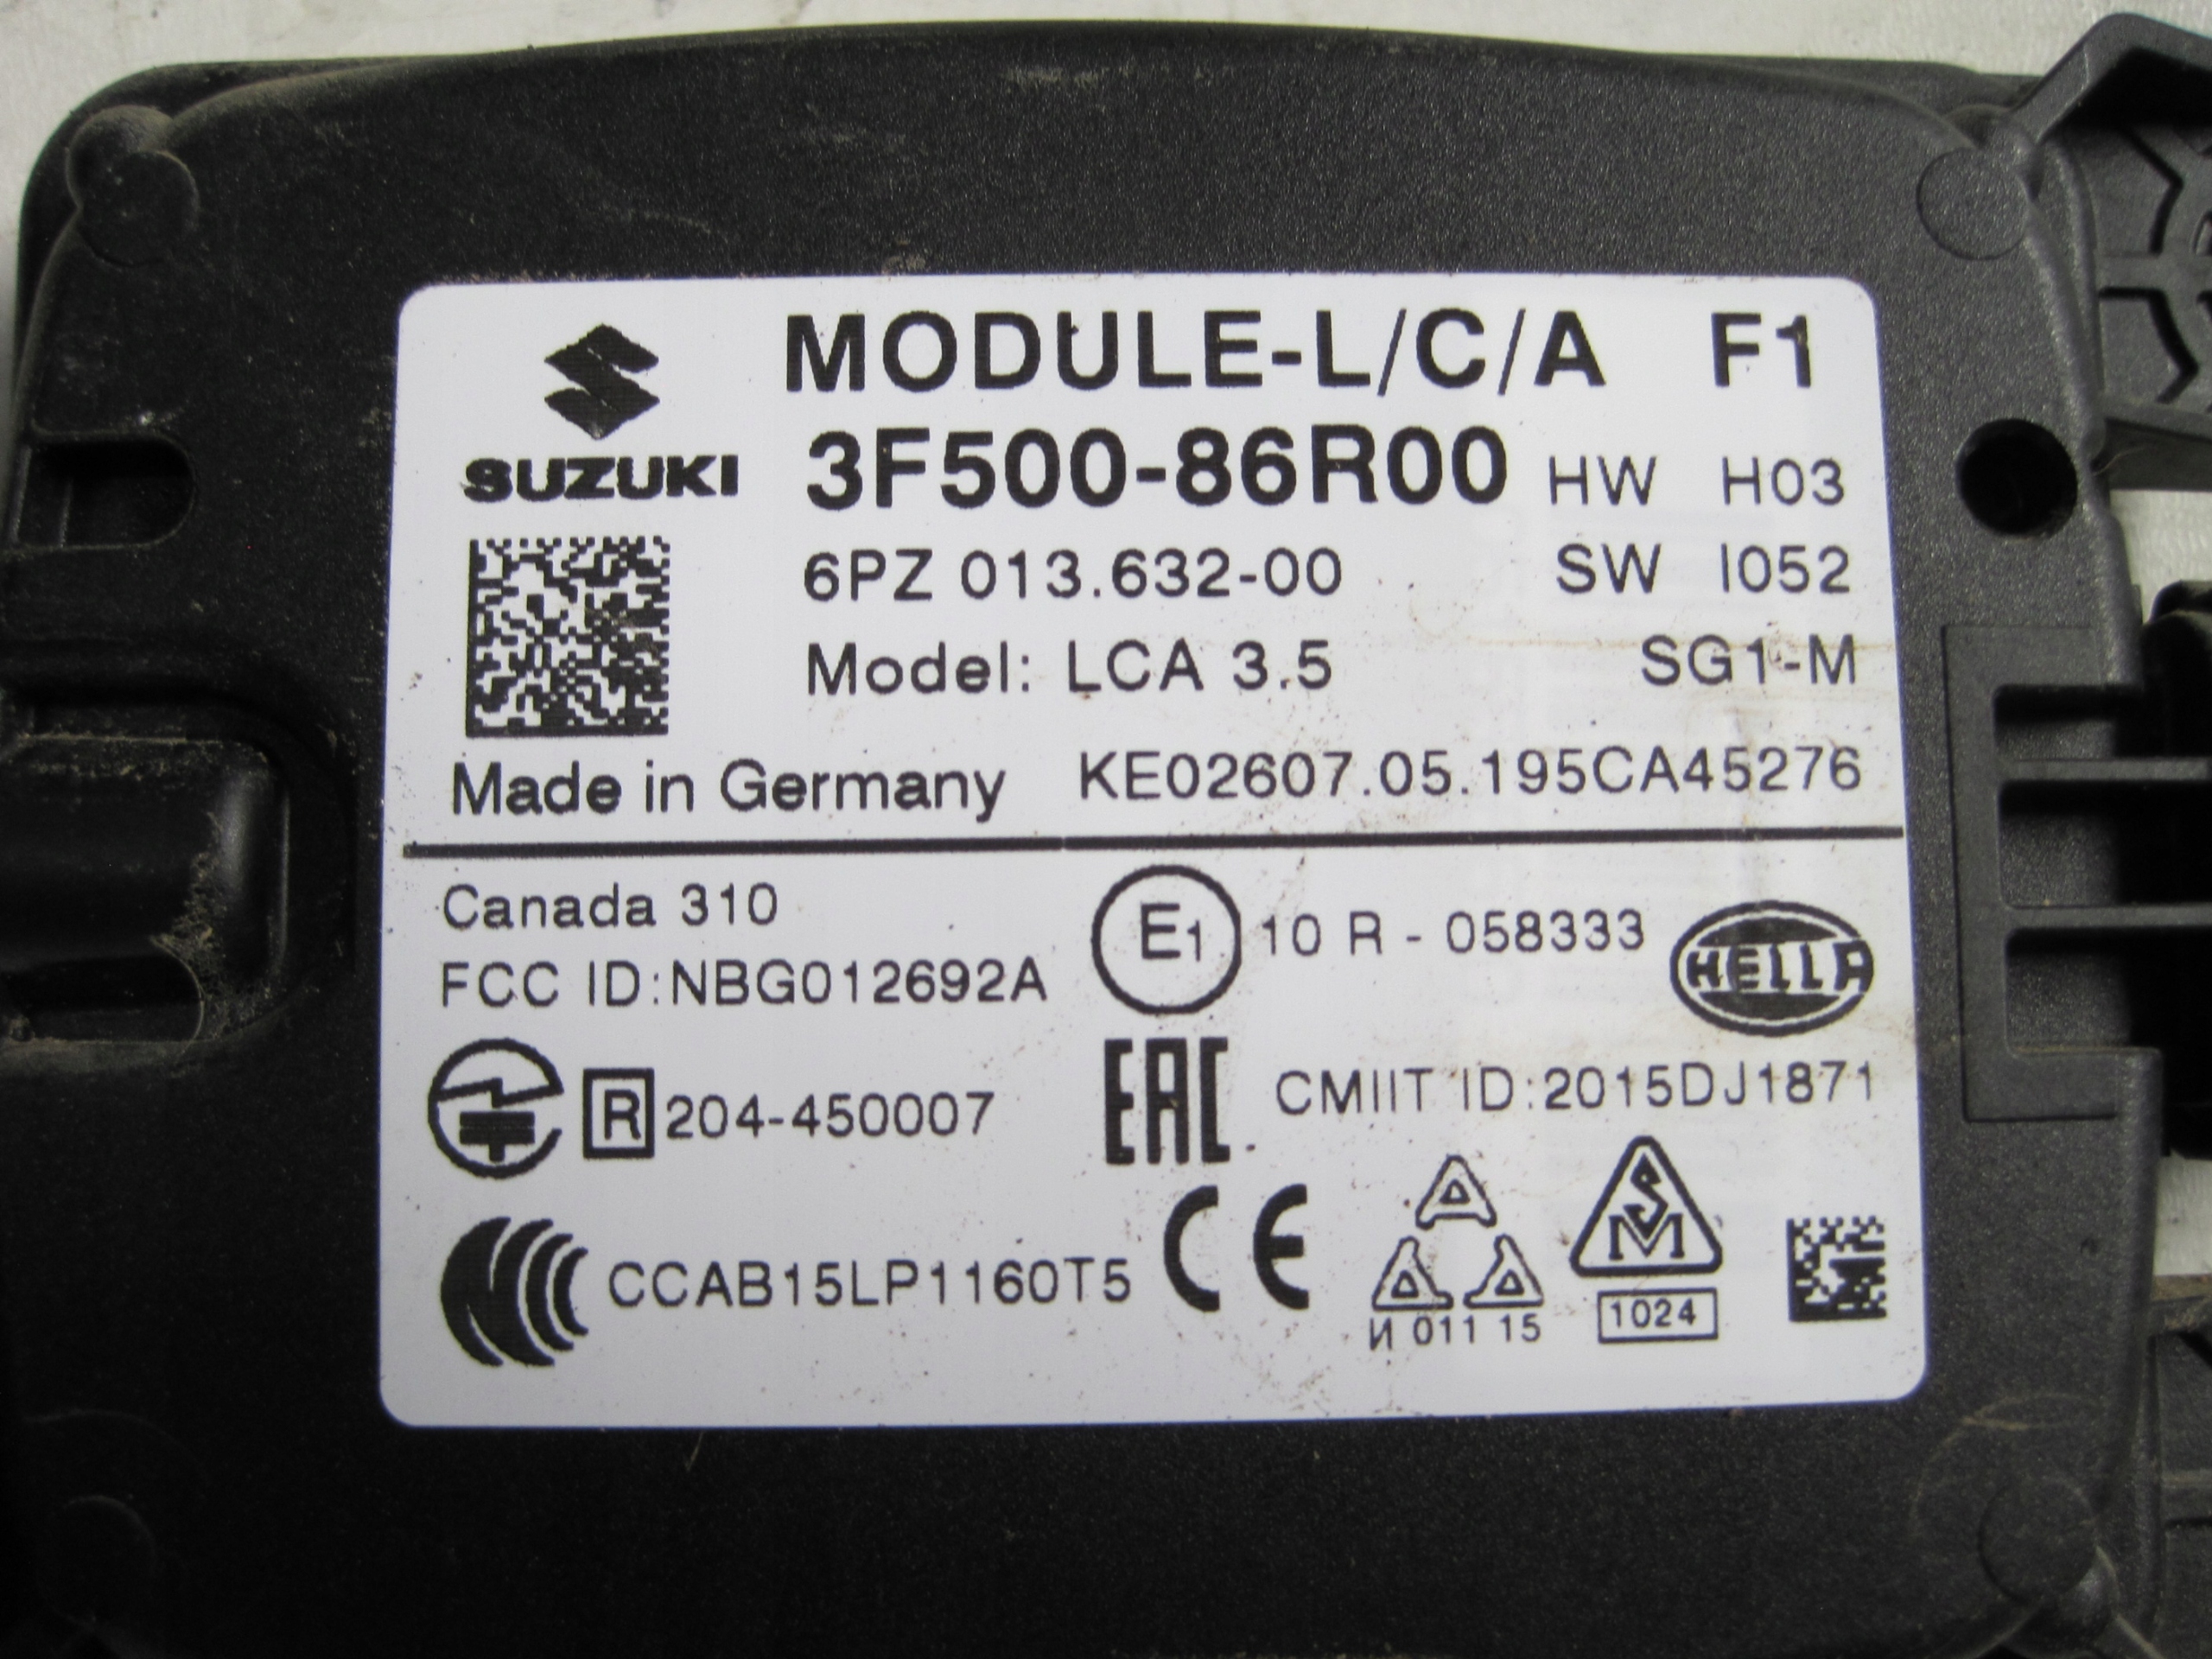 MODULE-L/C/A F1
SUZUKI 3F500-86R00 HW H03
6PZ 013.632-00 SW I052
Model: LCA 3.5 SG1-M
Made in Germany KE02607.05.195CA45276
Canada 310
E1 10 R - 058333 HELLA
FCC ID:NBG012692A
R 204-450007 EAC CMIIT ID:2015DJ1871
CCAB15LP1160T5 CE SM
И 011 15 1024